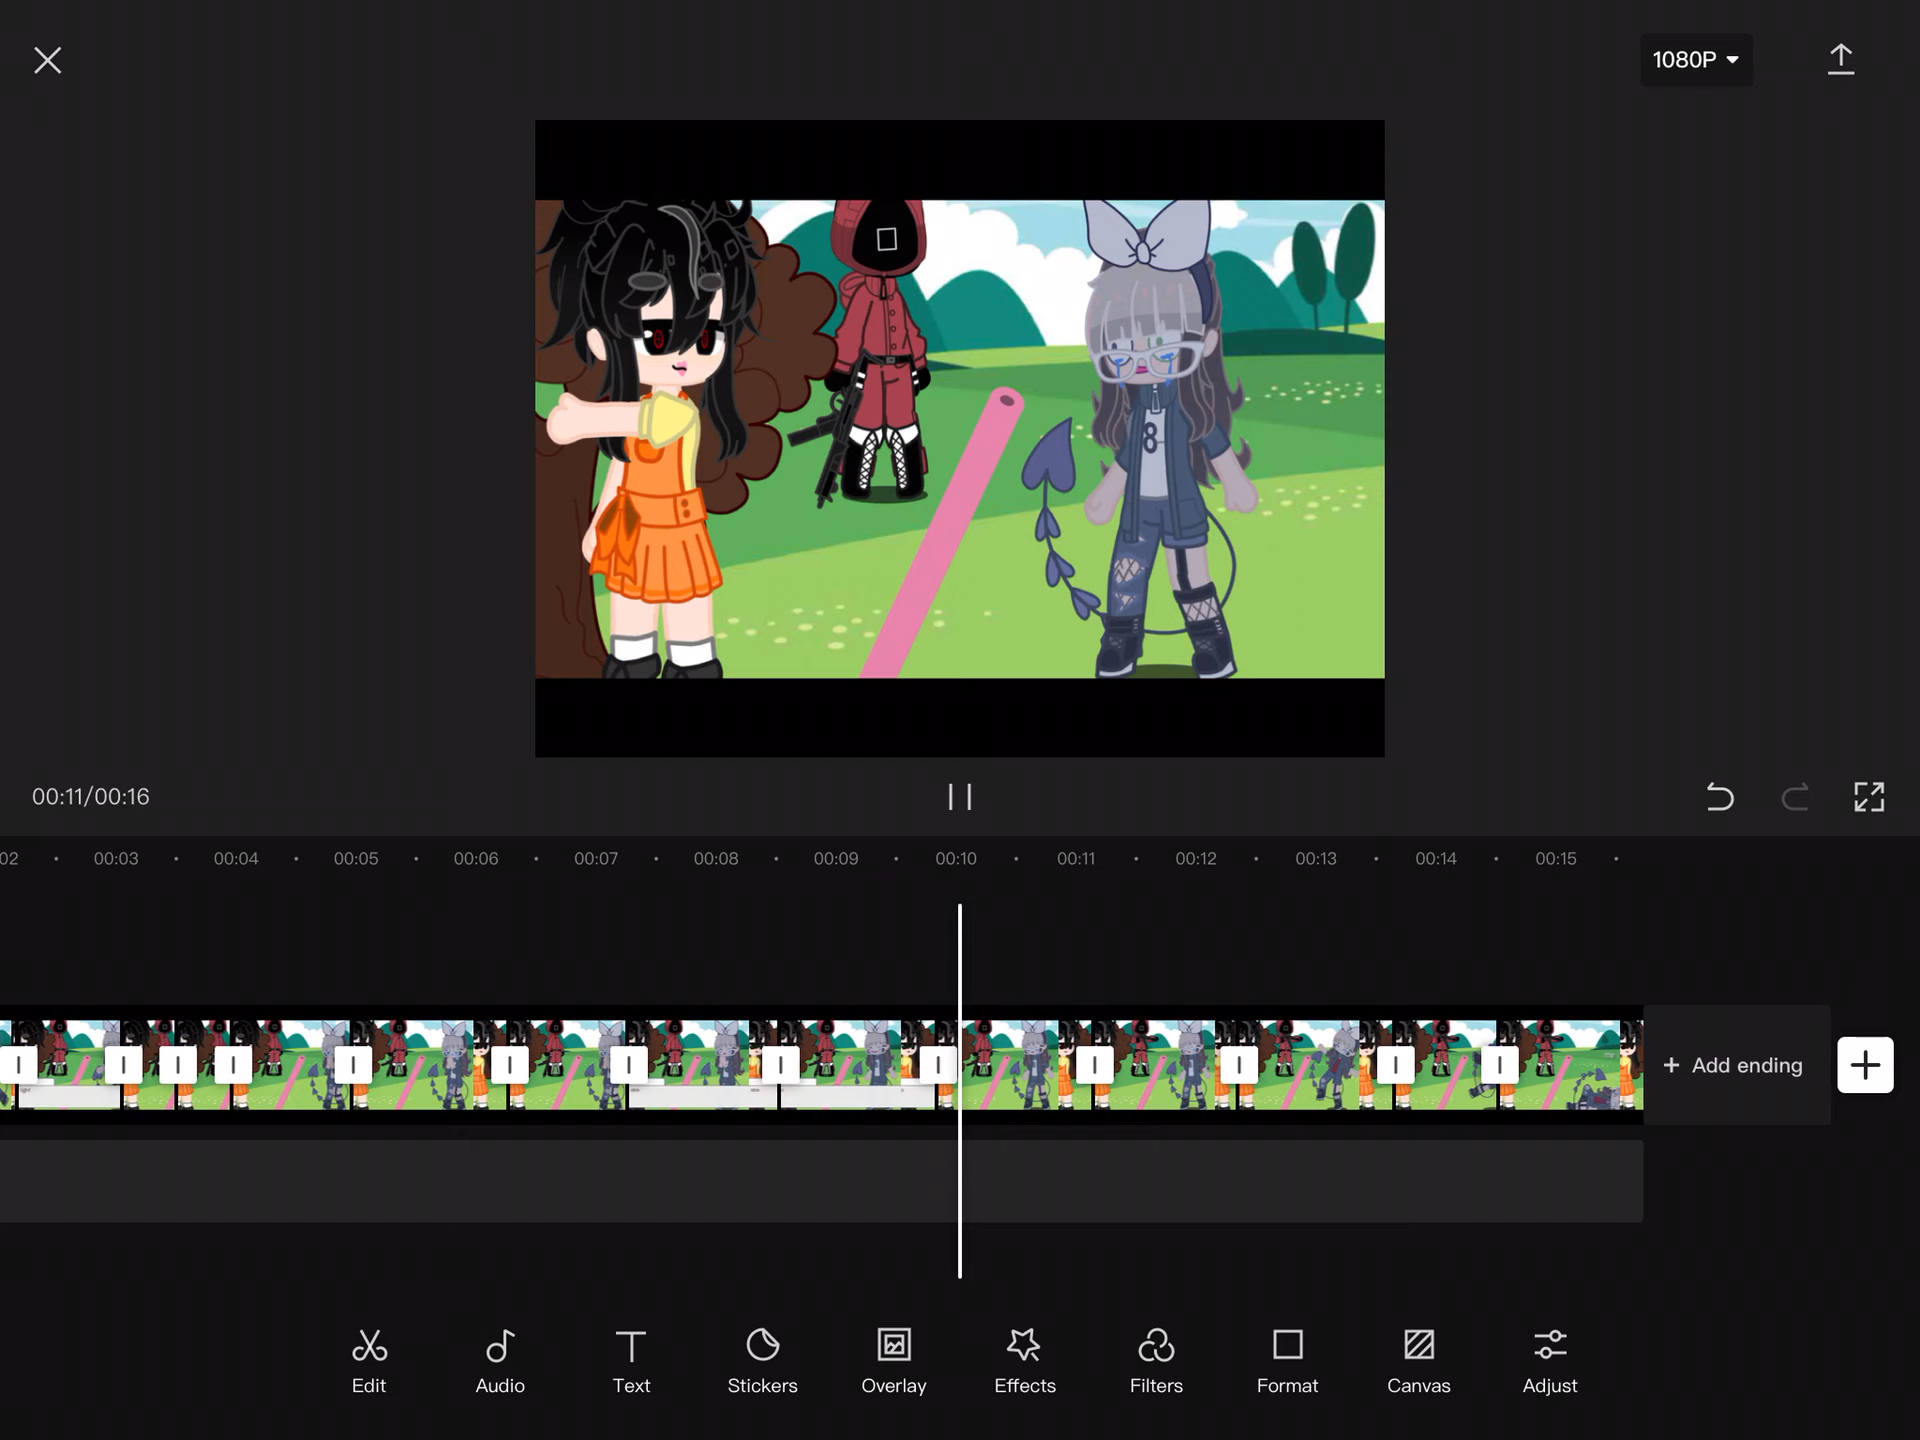 1080P
8
00:11/00:16
02 00:03 00:04 00:05 00:06 00:07 00:08 00:09 00:10 00:11 00:12 00:13 00:14 00:15
+ Add ending
Edit Audio Text Stickers Overlay Effects Filters Format Canvas Adjust